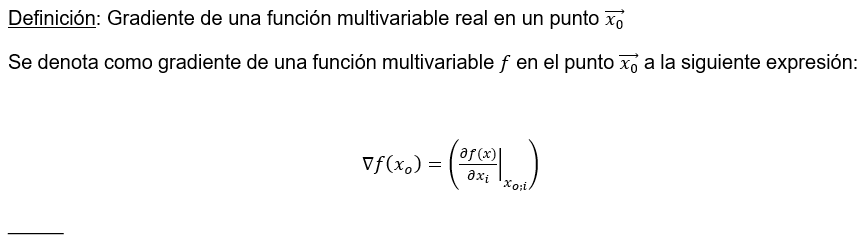 Definición: Gradiente de una función multivariable real en un punto $\overrightarrow{x_0}$
Se denota como gradiente de una función multivariable $f$ en el punto $\overrightarrow{x_0}$ a la siguiente expresión:
$\nabla f(x_o) = \left( \left. \frac{\partial f(x)}{\partial x_i} \right|_{x_{o;i}} \right)$